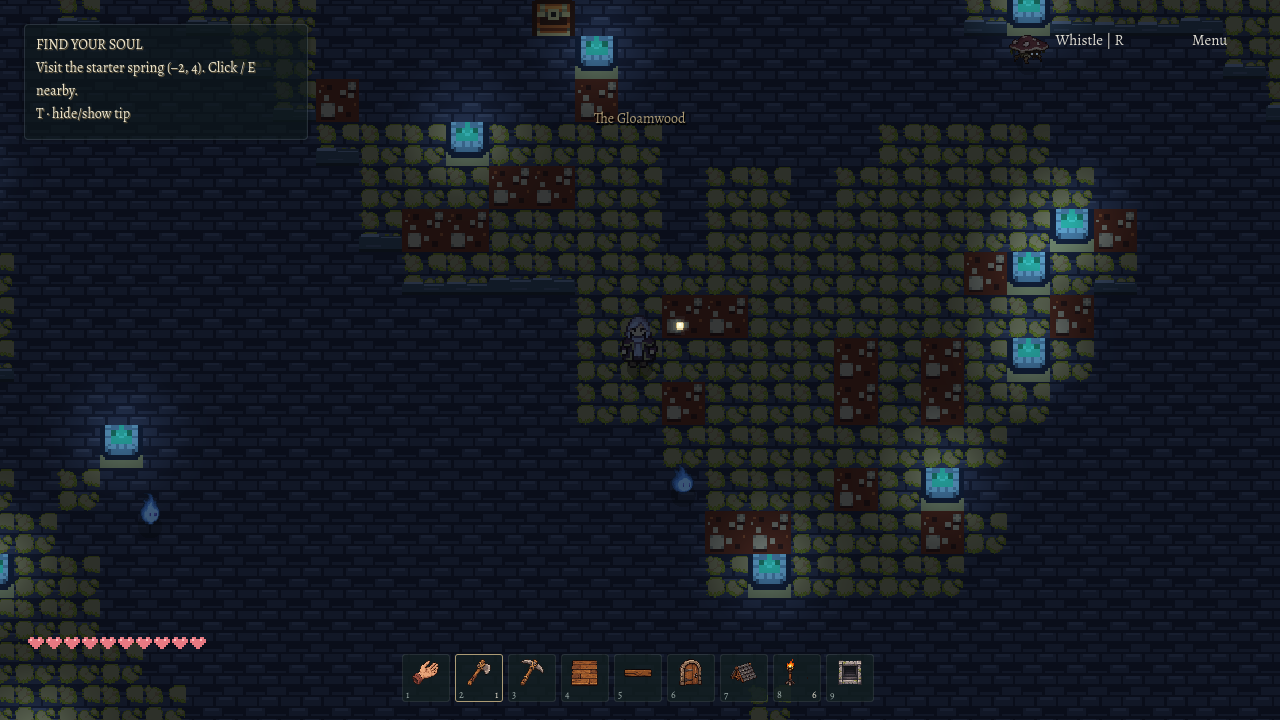 FIND YOUR SOUL
Visit the starter spring (−2, 4). Click / E
nearby.
T · hide/show tip
Whistle | R
Menu
The Gloamwood
1
2 1
3
4
5
6
7
8 6
9